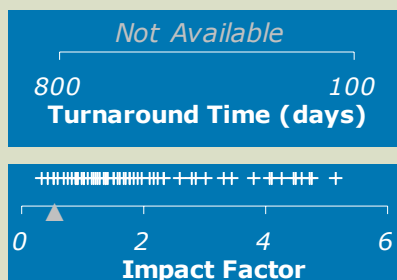 Not Available
800 100
Turnaround Time (days)
0 2 4 6
Impact Factor